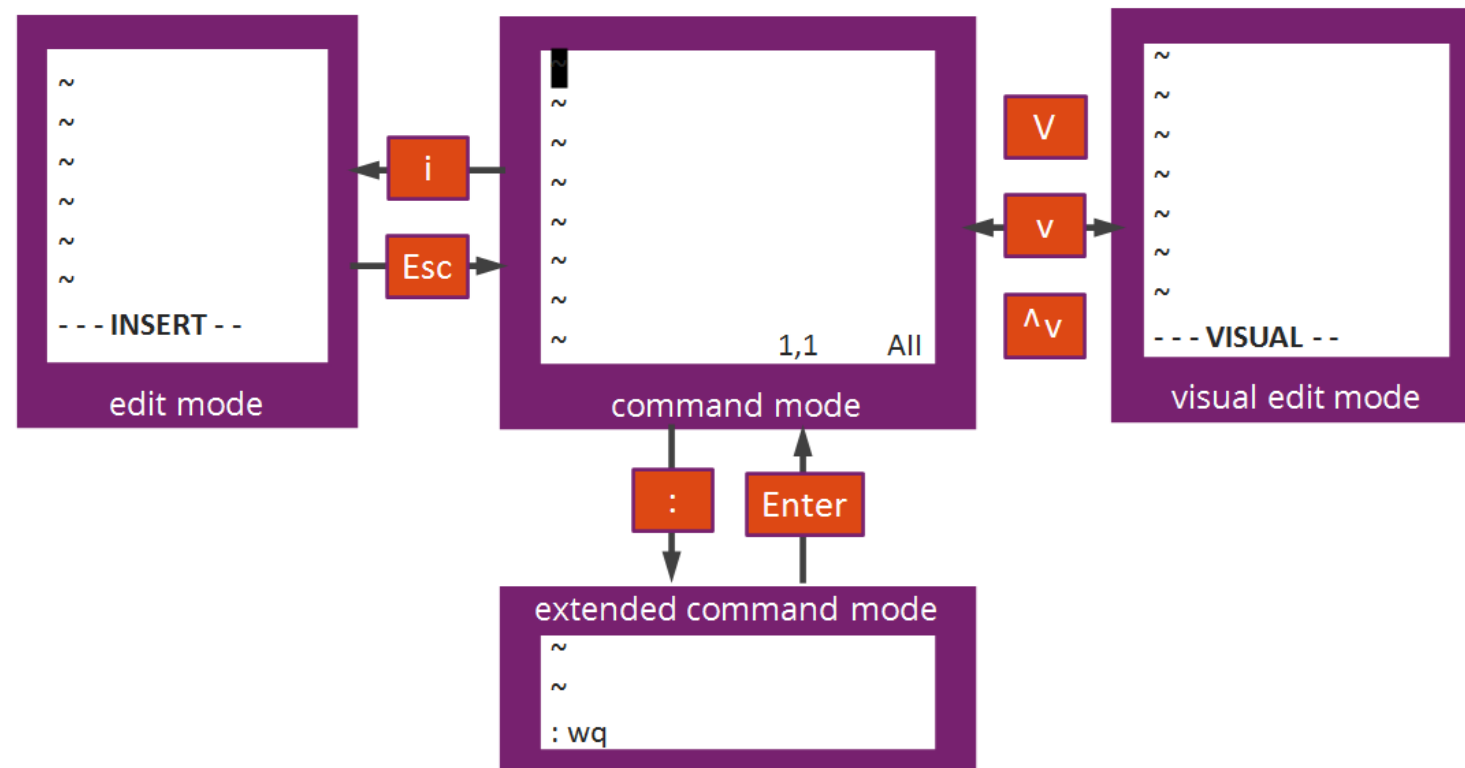 ~
~
~
~
~
~
- - - INSERT - -
edit mode
i
Esc
~
~
~
~
~
~
~
~ 1,1 All
command mode
V
v
^v
~
~
~
~
~
~
~
- - - VISUAL - -
visual edit mode
:
Enter
extended command mode
~
~
: wq